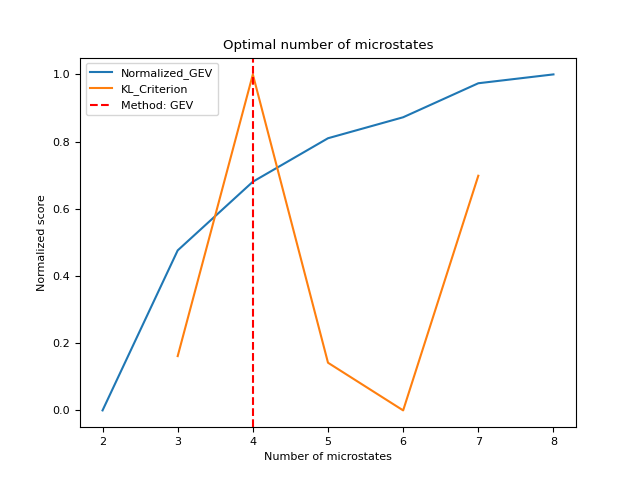 Optimal number of microstates
Normalized_GEV
KL_Criterion
Method: GEV
Normalized score
1.0
0.8
0.6
0.4
0.2
0.0
2 3 4 5 6 7 8
Number of microstates